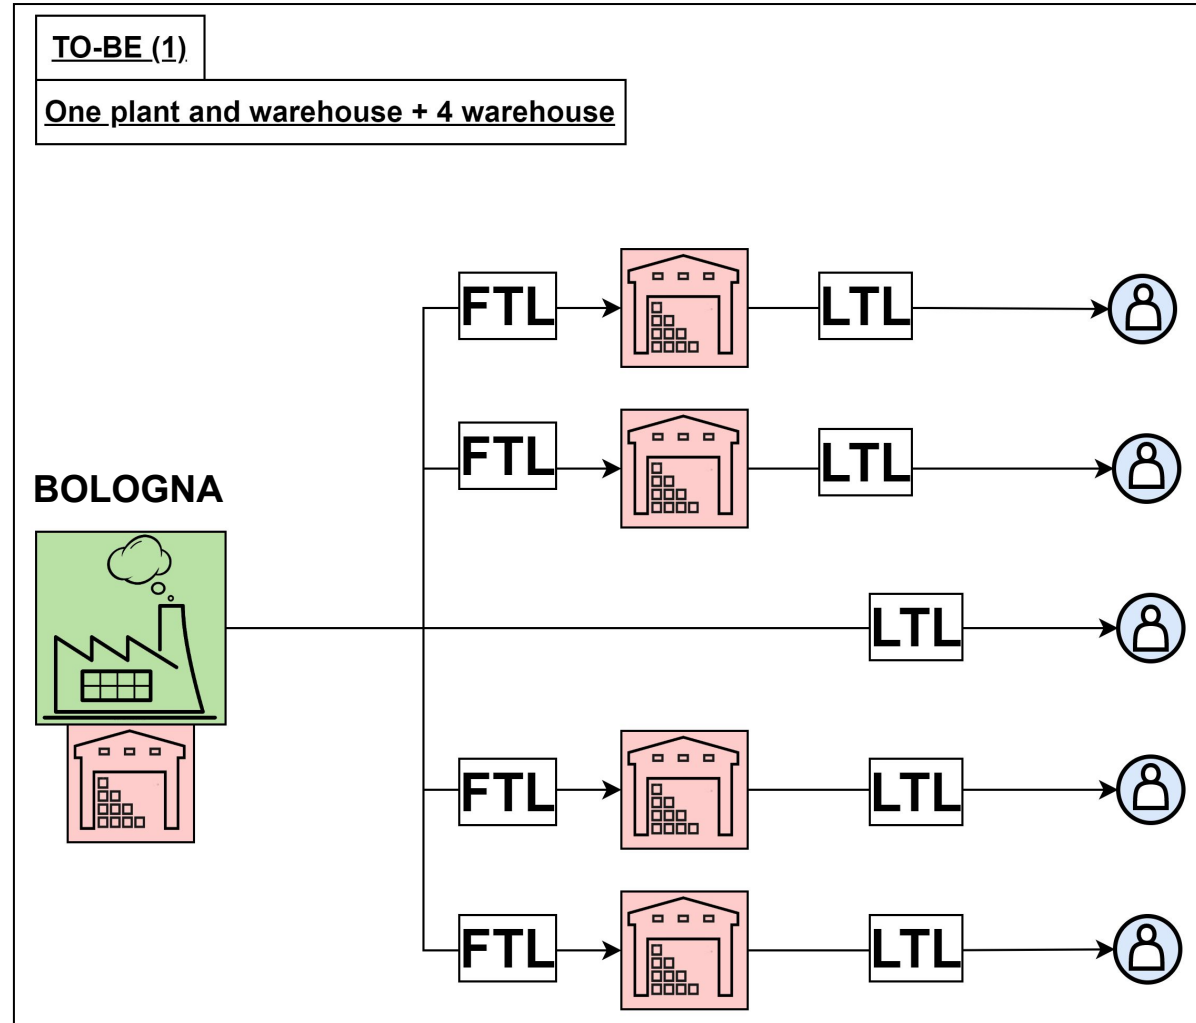 TO-BE (1)
One plant and warehouse + 4 warehouse
FTL LTL
FTL LTL
BOLOGNA
LTL
FTL LTL
FTL LTL